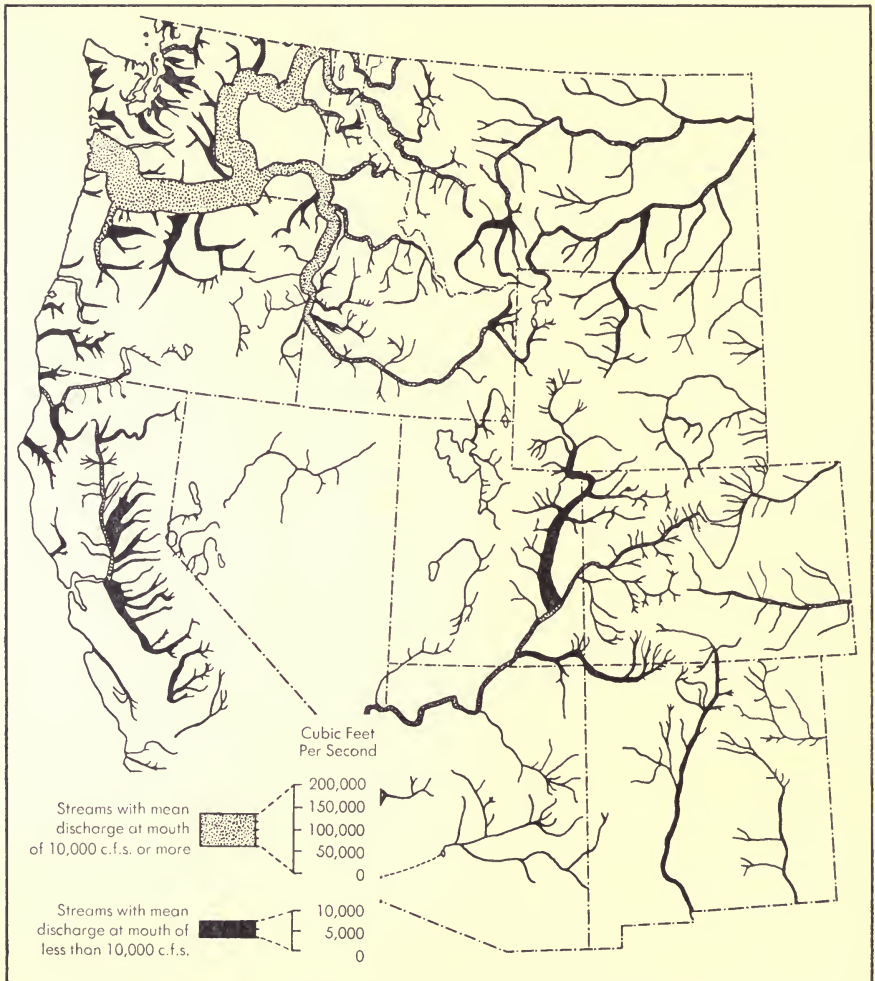 Cubic Feet
Per Second
Streams with mean
discharge at mouth
of 10,000 c.f.s. or more
200,000
150,000
100,000
50,000
0
Streams with mean
discharge at mouth of
less than 10,000 c.f.s.
10,000
5,000
0